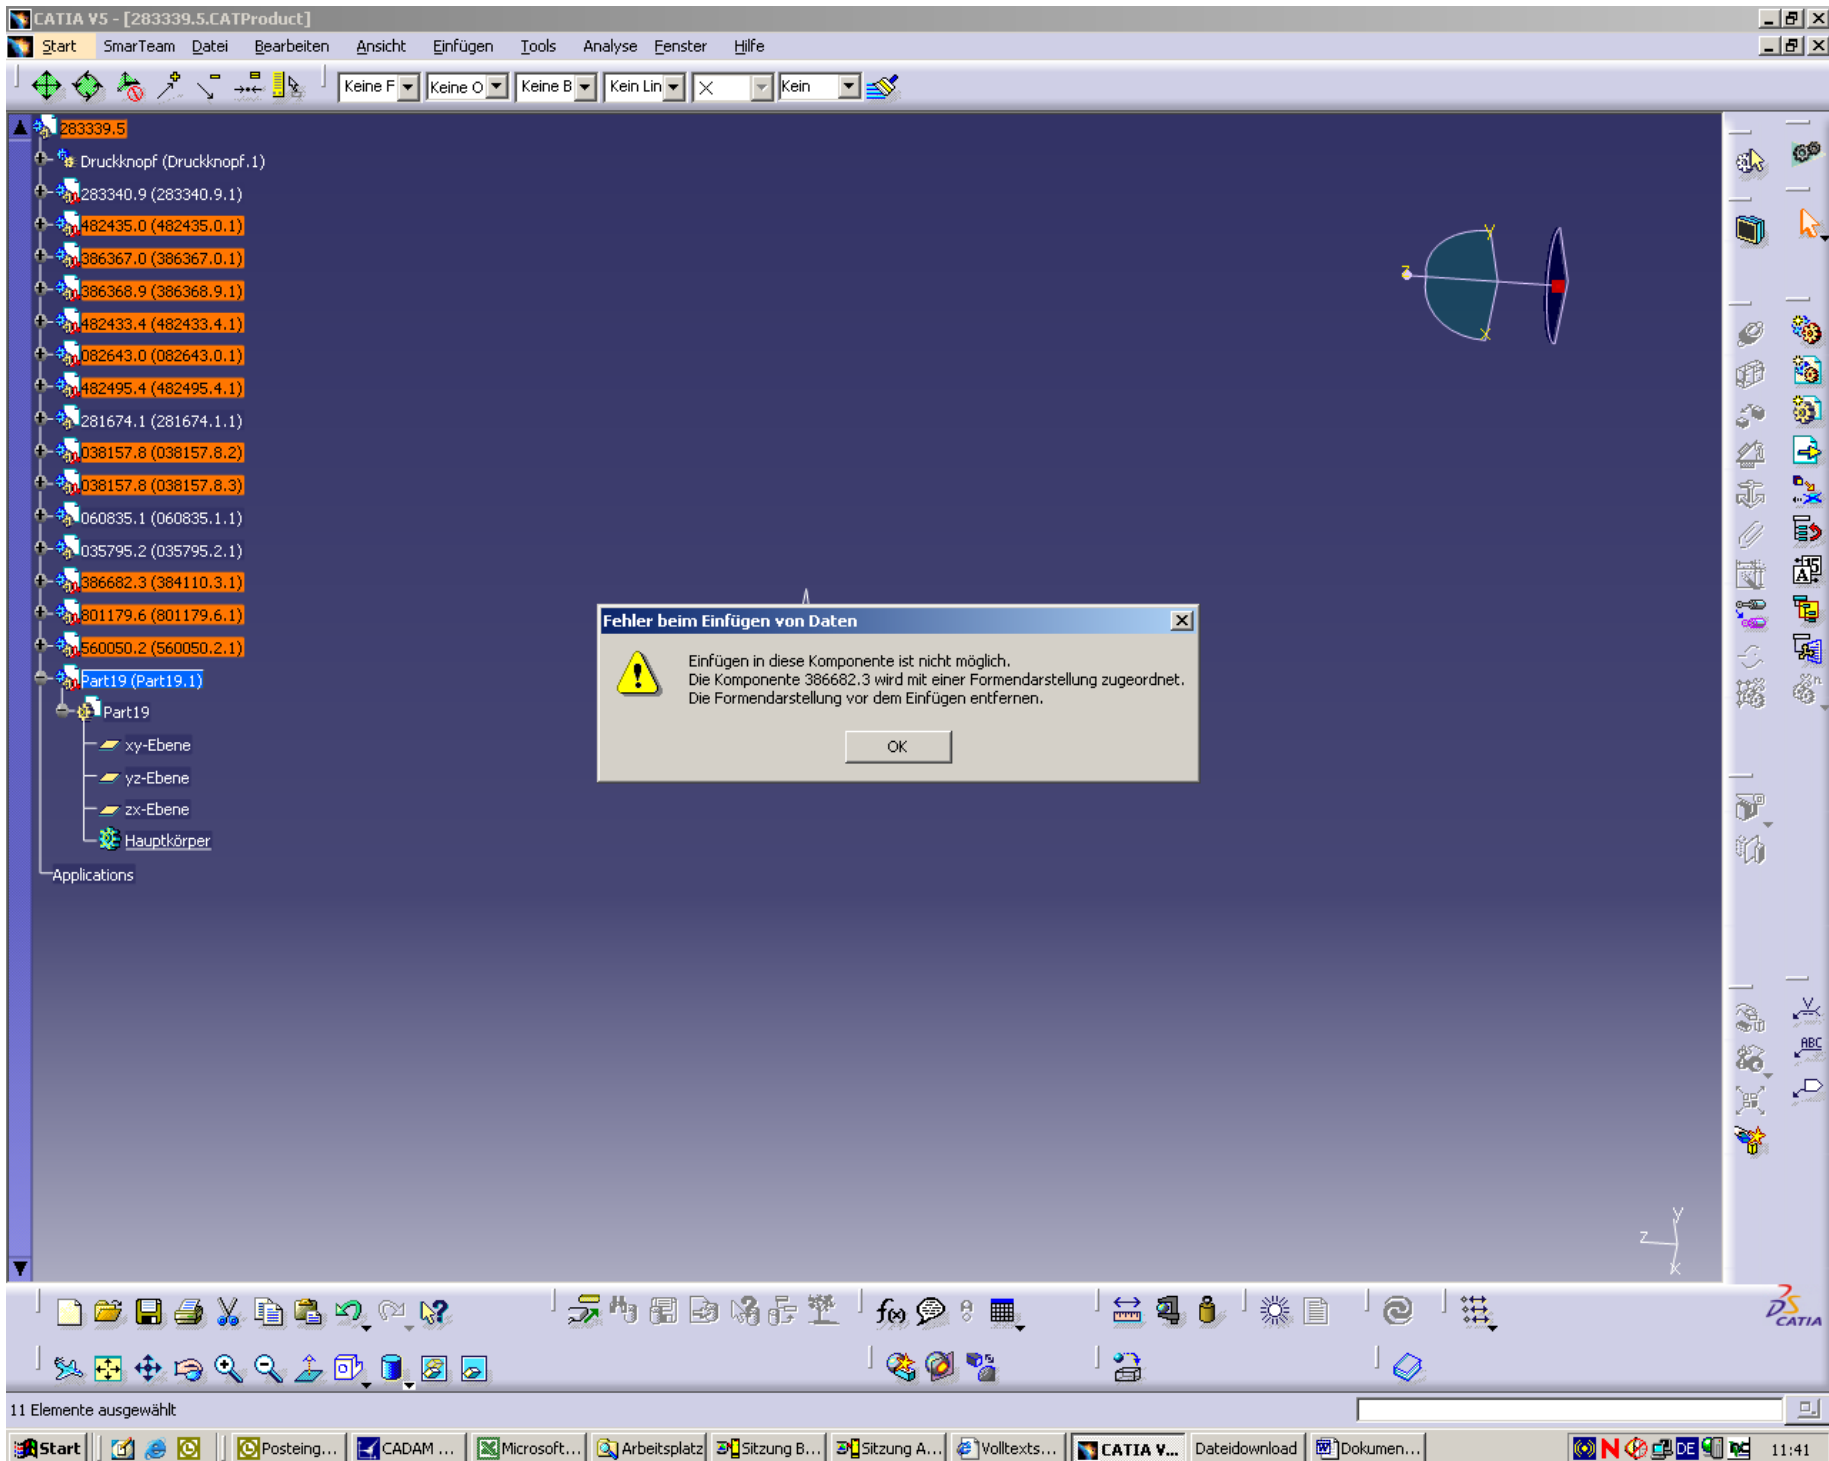 CATIA V5 - [283339.5.CATProduct]
Start SmarTeam Datei Bearbeiten Ansicht Einfügen Tools Analyse Fenster Hilfe
Keine F Keine O Keine B Kein Lin Kein
283339.5
Druckknopf (Druckknopf.1)
283340.9 (283340.9.1)
482435.0 (482435.0.1)
386367.0 (386367.0.1)
386368.9 (386368.9.1)
482433.4 (482433.4.1)
082643.0 (082643.0.1)
482495.4 (482495.4.1)
281674.1 (281674.1.1)
038157.8 (038157.8.2)
038157.8 (038157.8.3)
060835.1 (060835.1.1)
035795.2 (035795.2.1)
386682.3 (384110.3.1)
801179.6 (801179.6.1)
560050.2 (560050.2.1)
Part19 (Part19.1)
Part19
xy-Ebene
yz-Ebene
zx-Ebene
Hauptkörper
Applications
y
z
x
Fehler beim Einfügen von Daten
Einfügen in diese Komponente ist nicht möglich.
Die Komponente 386682.3 wird mit einer Formendarstellung zugeordnet.
Die Formendarstellung vor dem Einfügen entfernen.
OK
15
A
ABC
y
z
x
f(x)
CATIA
11 Elemente ausgewählt
Start Posteing... CADAM ... Microsoft... Arbeitsplatz Sitzung B... Sitzung A... Volltexts... CATIA V... Dateidownload Dokumen... N DE 11:41